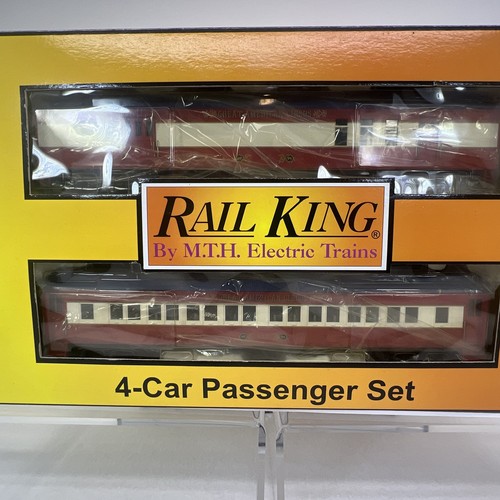 RAIL KING®
By M.T.H. Electric Trains
4-Car Passenger Set